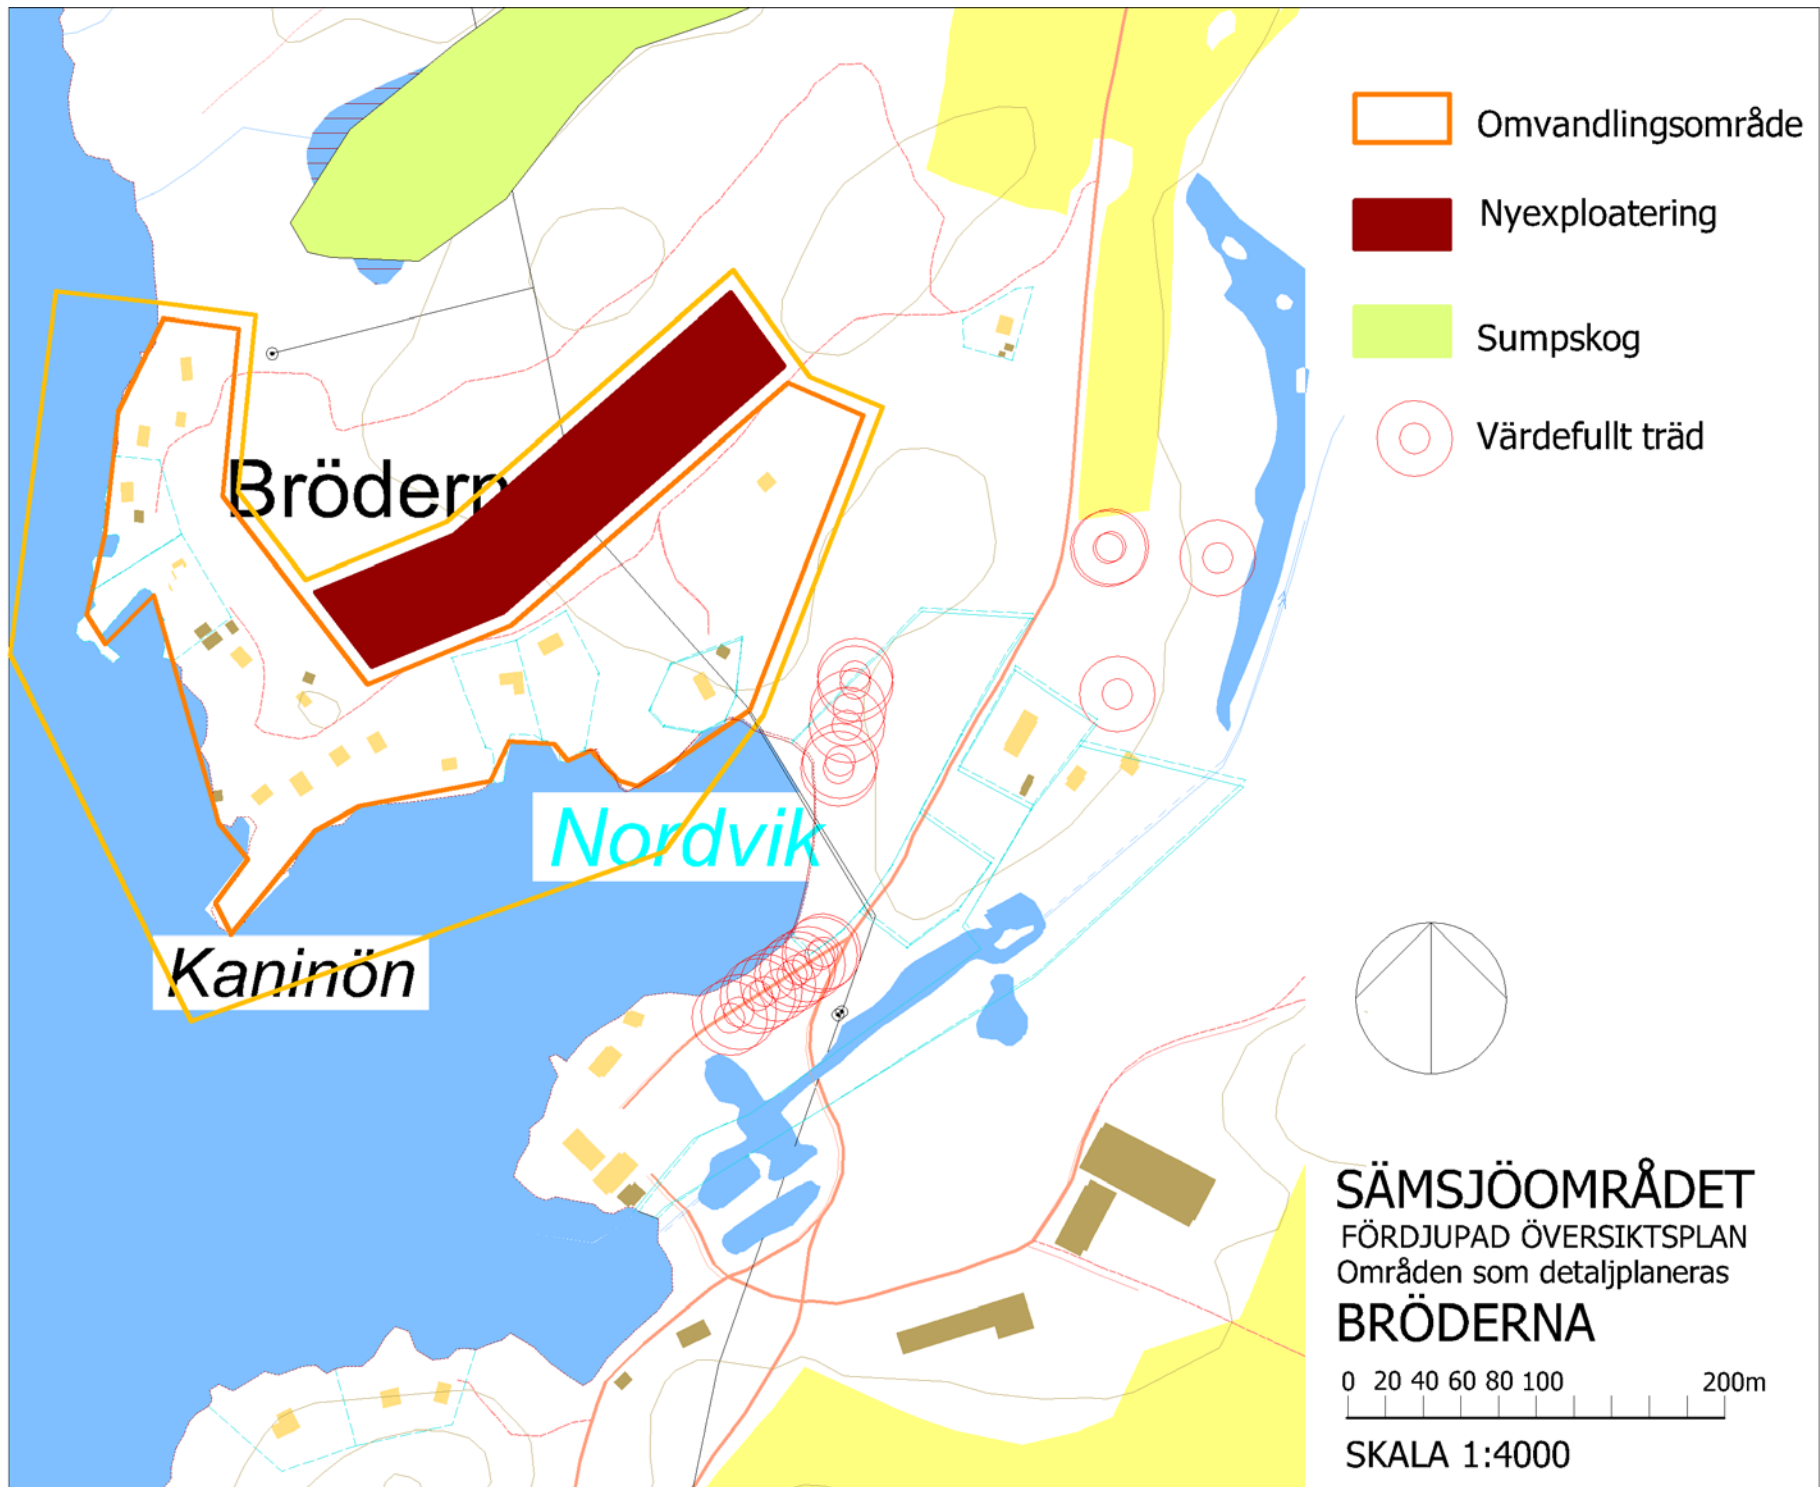 Omvandlingsområde
Nyexploatering
Sumpskog
Värdefullt träd
Brödern
Nordvik
Kaninön
SÄMSJÖOMRÅDET
FÖRDJUPAD ÖVERSIKTSPLAN
Områden som detaljplaneras
BRÖDERNA
0 20 40 60 80 100 200m
SKALA 1:4000